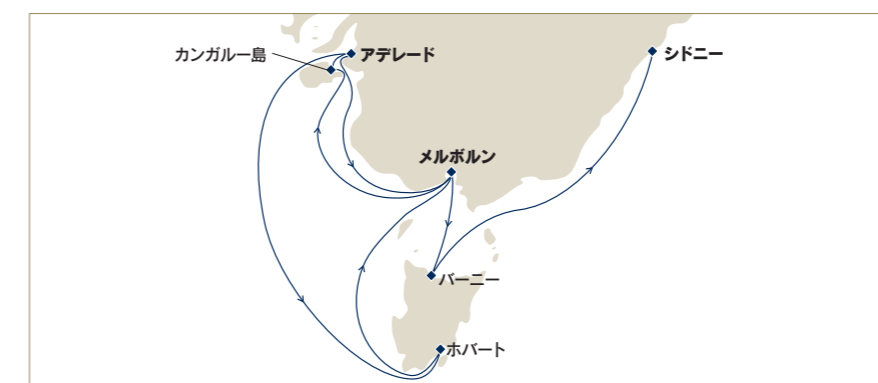 カンガルー島
アデレード
シドニー
メルボルン
バーニー
ホバート